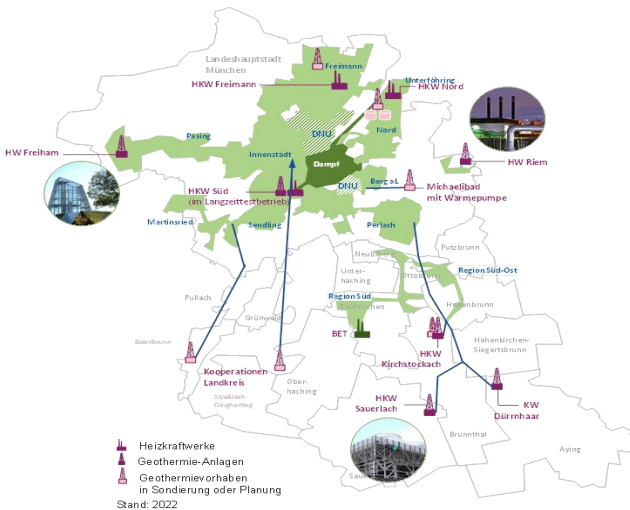 Landeshauptstadt
München
Freimann
HKW Freimann
Unterföhring
HKW Nord
DNU
Nord
Pasing
HW Freiham
Innenstadt
Dampf
HW Riem
HKW Süd
(im Langzeittestbetrieb)
DNU
Berg a.L
Michaelibad
mit Wärmepumpe
Martinsried
Sendling
Perlach
Putzbrunn
Neubiberg
Unter-
haching
Ottobrunn
Region Süd-Ost
Pullach
Region Süd
Taufkirchen
Hohenbrunn
Grünwald
BET
HKW
Kirchstockach
Höhenkirchen-
Siegertsbrunn
Baierbrunn
Kooperationen
Landkreis
Ober-
haching
Straßlach-
Dingharting
HKW
Sauerlach
KW
Dürrnhaar
Brunnthal
Aying
Heizkraftwerke
Geothermie-Anlagen
Geothermievorhaben
in Sondierung oder Planung
Stand: 2022